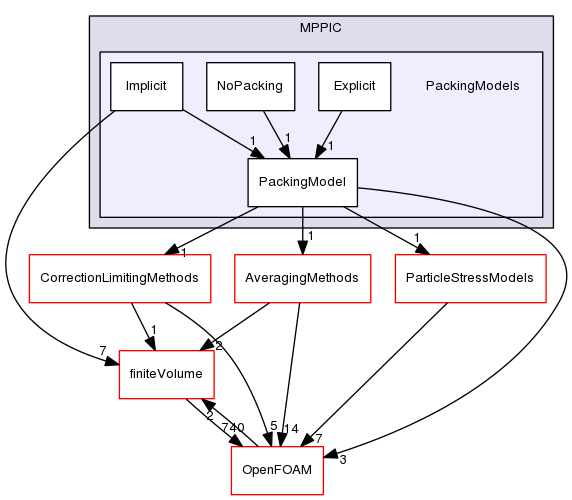 MPPIC
Implicit
NoPacking
Explicit
PackingModels
1
1
1
PackingModel
1
1
1
CorrectionLimitingMethods
AveragingMethods
ParticleStressModels
7
1
2
finiteVolume
2
740
5
14
7
3
OpenFOAM